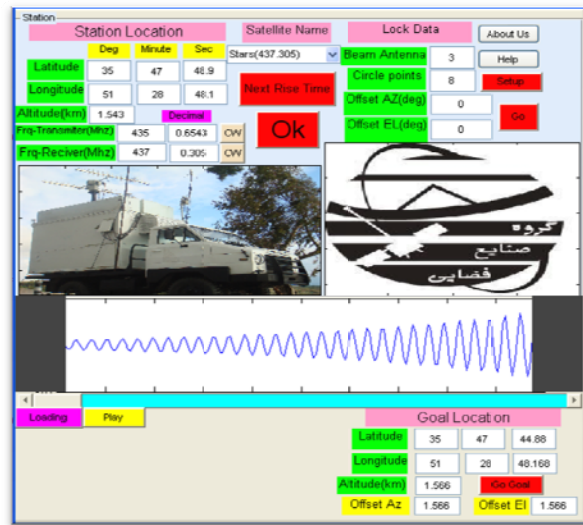 Station
Station Location
Satellite Name
Lock Data
About Us
Deg Minute Sec
Stars(437.305)
Beam Antenna 3
Help
Latitude 35 47 48.9
Circle points 8
Setup
Longitude 51 28 48.1
Next Rise Time
Offset AZ(deg) 0
Go
Altitude(km) 1.543
Decimal
Offset EL(deg) 0
Frq-Transmiter(Mhz) 435 0.6543 CW
Ok
Frq-Reciver(Mhz) 437 0.305 CW
گروه
صنایع
فضایی
Loading
Play
Goal Location
Latitude 35 47 44.88
Longitude 51 28 48.168
Altitude(km) 1.566
Go Goal
Offset Az 1.566
Offset El 1.566